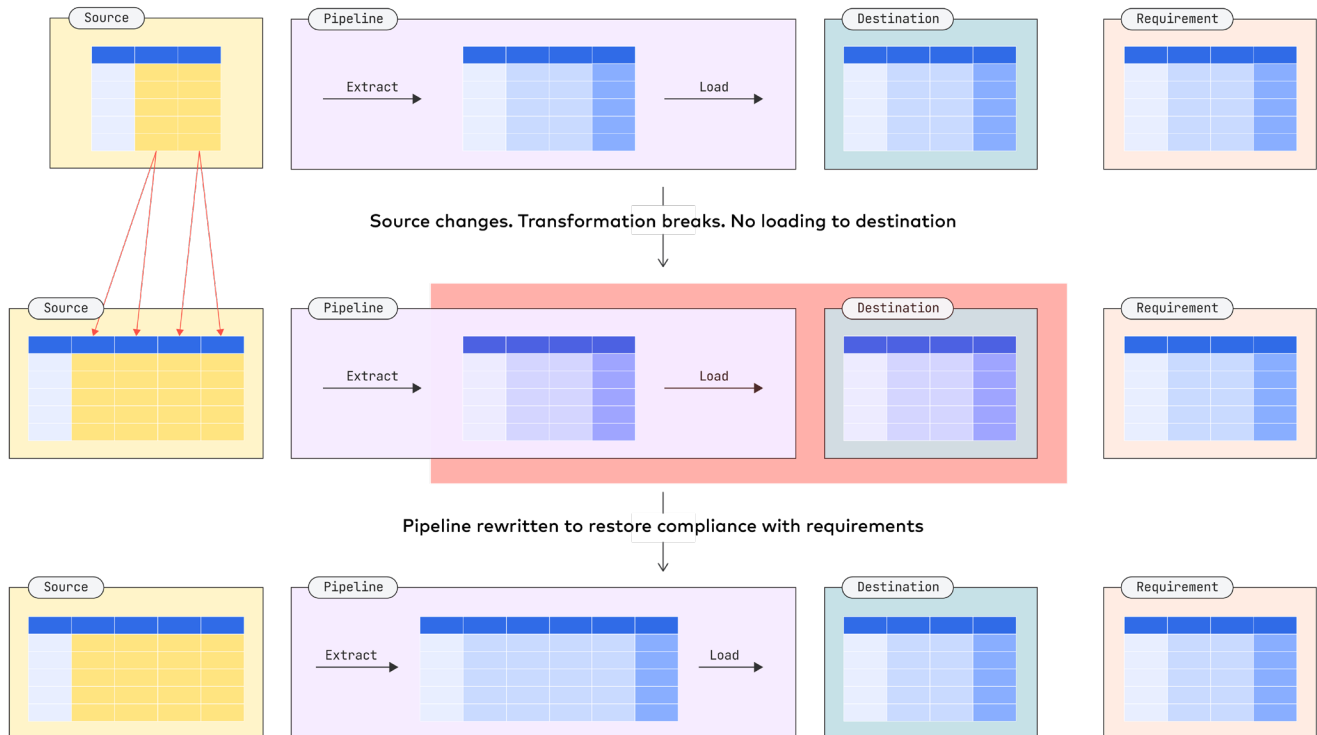 Source
Pipeline
Destination
Requirement
Extract
Load
Source changes. Transformation breaks. No loading to destination
Source
Pipeline
Destination
Requirement
Extract
Load
Pipeline rewritten to restore compliance with requirements
Source
Pipeline
Destination
Requirement
Extract
Load